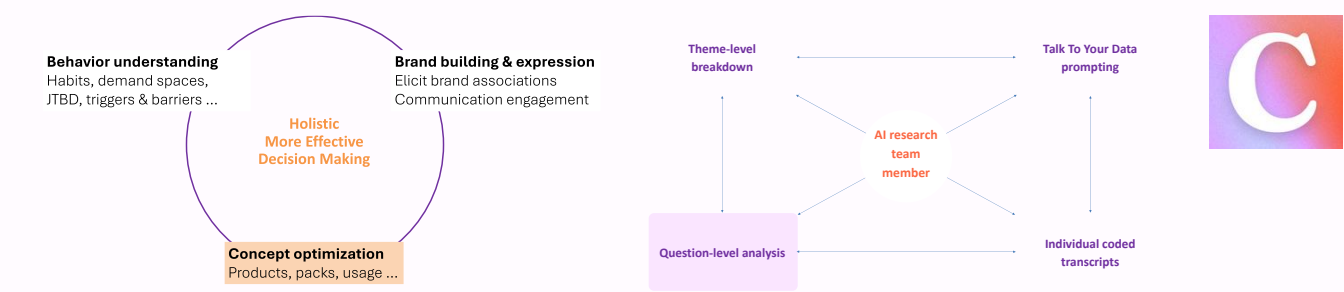 Behavior understanding
Habits, demand spaces,
JTBD, triggers & barriers ...
Brand building & expression
Elicit brand associations
Communication engagement
Holistic
More Effective
Decision Making
Concept optimization
Products, packs, usage ...
Theme-level
breakdown
Talk To Your Data
prompting
AI research
team
member
Question-level analysis
Individual coded
transcripts
C